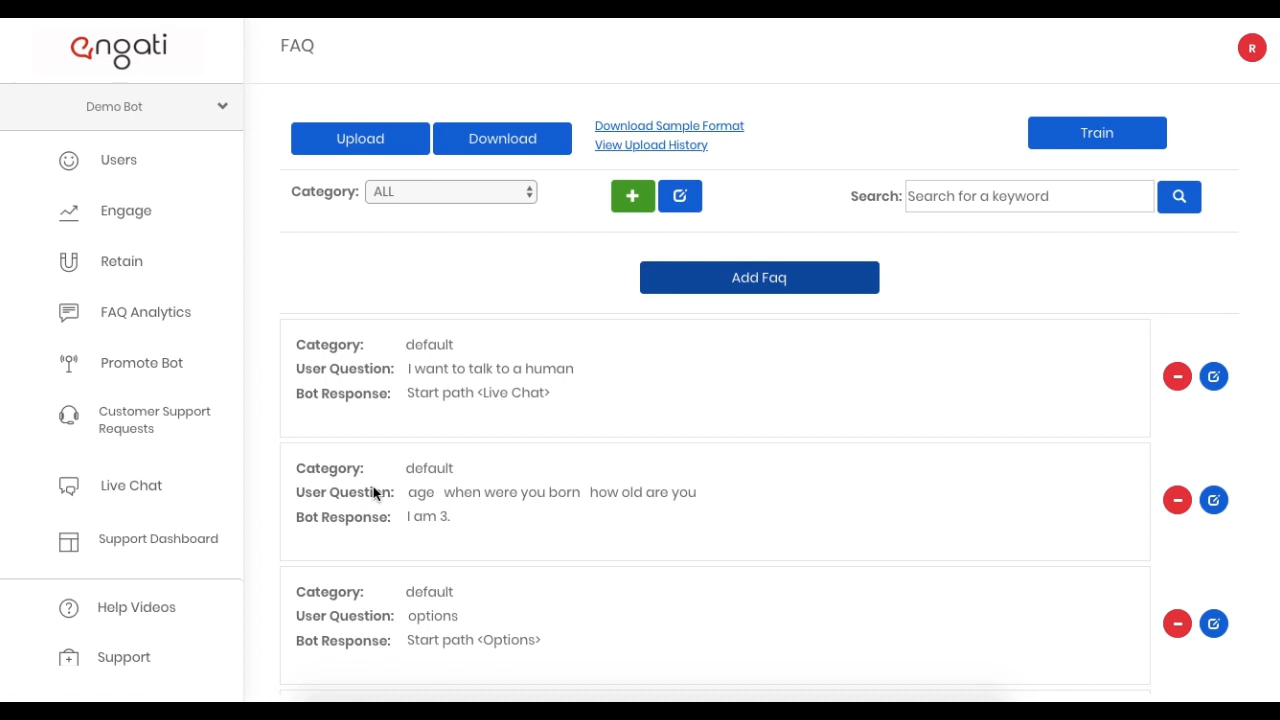 engati
FAQ
R
Demo Bot
Upload
Download
Download Sample Format
View Upload History
Train
Category: ALL
Search: Search for a keyword
Add Faq
Users
Engage
Retain
FAQ Analytics
Promote Bot
Customer Support
Requests
Live Chat
Support Dashboard
Help Videos
Support
Category: default
User Question: I want to talk to a human
Bot Response: Start path <Live Chat>
Category: default
User Question: age when were you born how old are you
Bot Response: I am 3.
Category: default
User Question: options
Bot Response: Start path <Options>